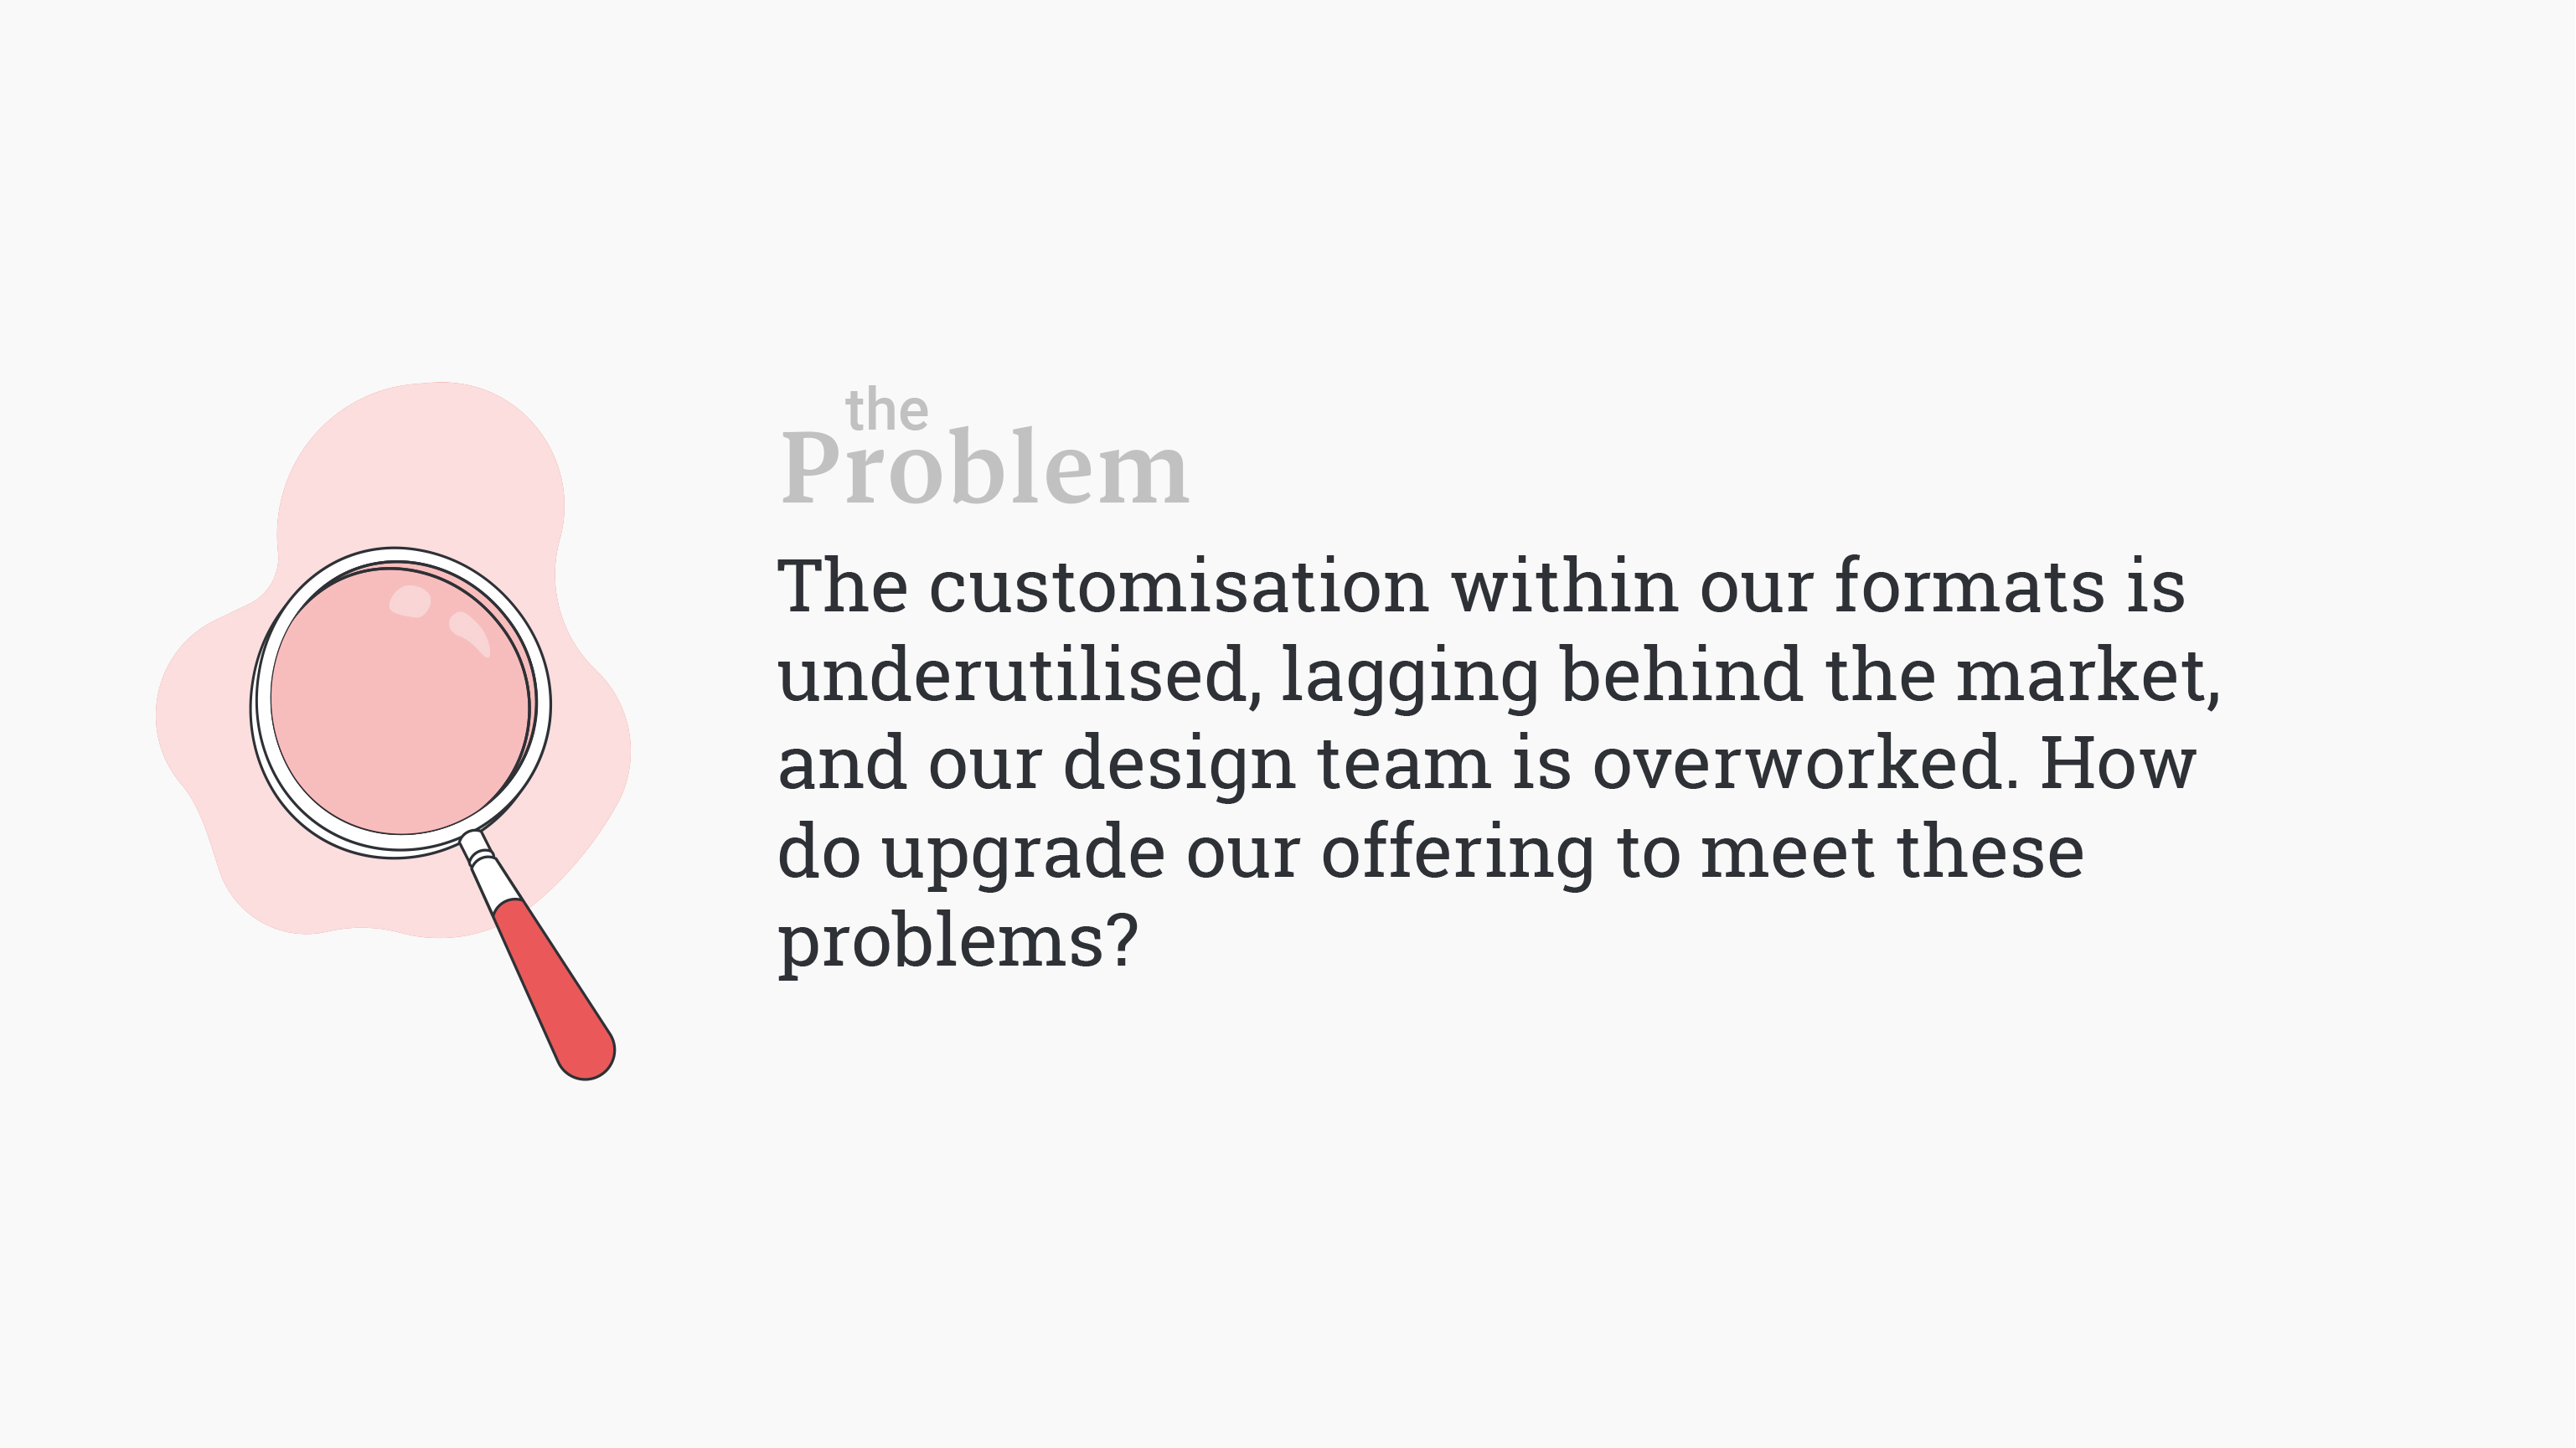 the
Problem
The customisation within our formats is
underutilised, lagging behind the market,
and our design team is overworked. How
do upgrade our offering to meet these
problems?